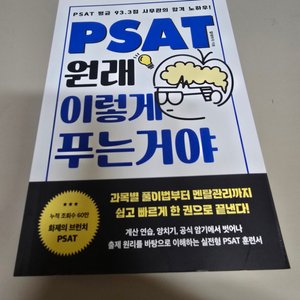 PSAT 평균 93.3점 사무관의 합격 노하우!
PSAT
원래
이렇게
푸는거야
★★★
누적 조회수 60만
화제의 브런치
PSAT
과목별 풀이법부터 멘탈관리까지
쉽고 빠르게 한 권으로 끝낸다!
계산 연습, 양치기, 공식 암기에서 벗어나
출제 원리를 바탕으로 이해하는 실전형 PSAT 훈련서